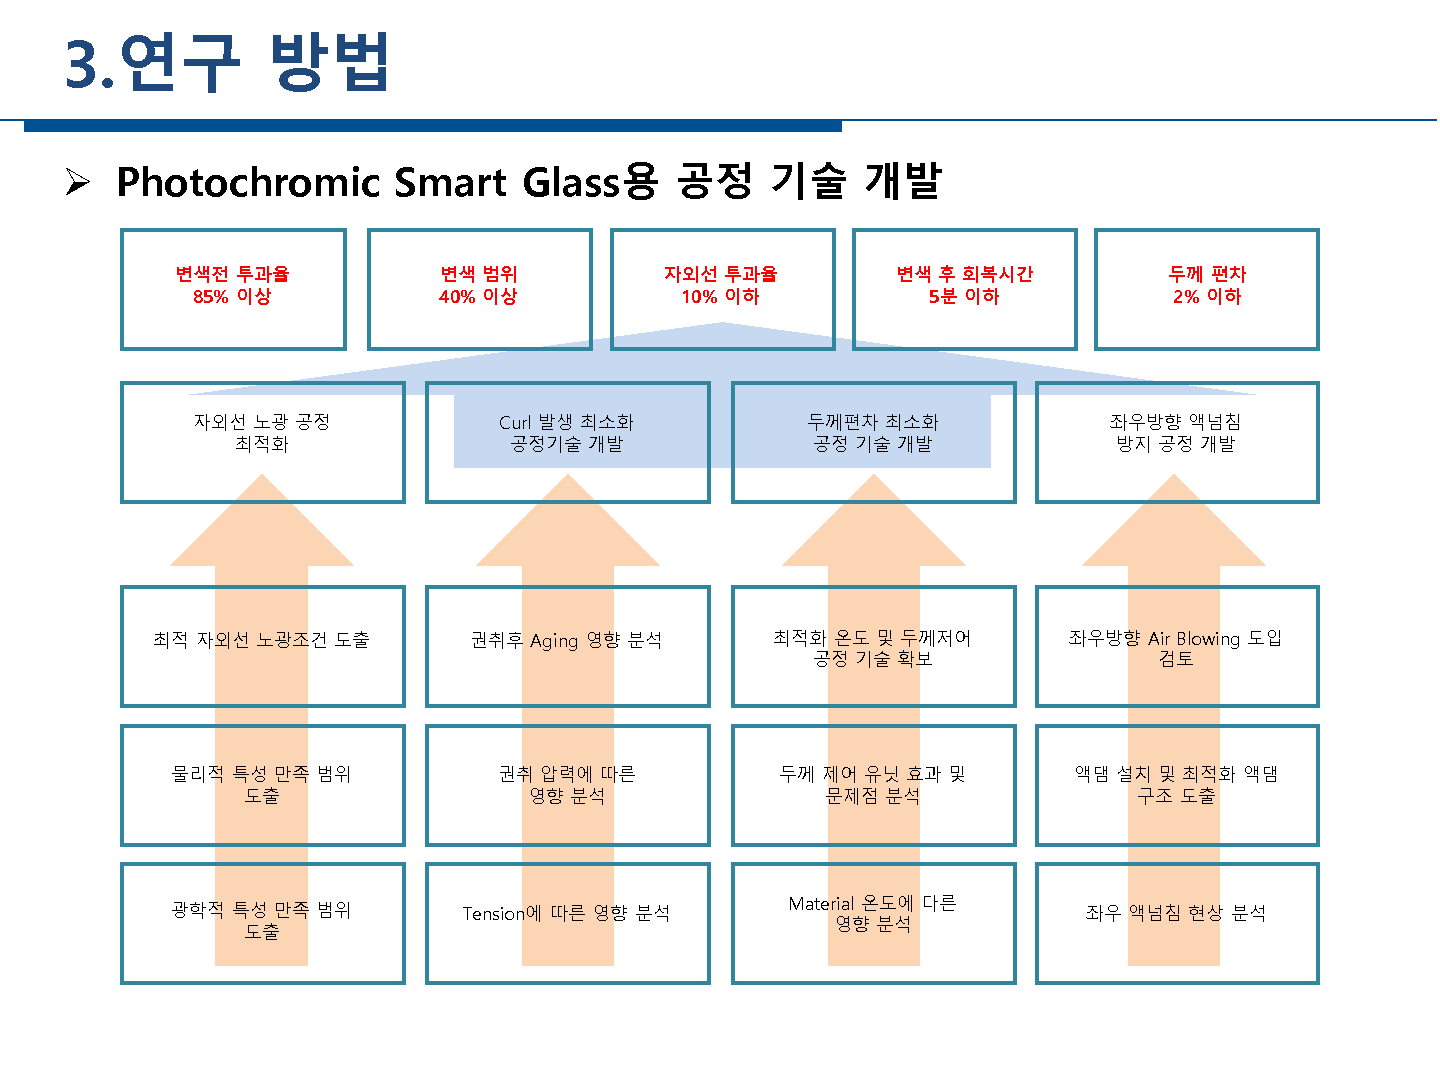 3.연구 방법
➢ Photochromic Smart Glass용 공정 기술 개발
변색전 투과율
85% 이상
변색 범위
40% 이상
자외선 투과율
10% 이하
변색 후 회복시간
5분 이하
두께 편차
2% 이하
자외선 노광 공정
최적화
Curl 발생 최소화
공정기술 개발
두께편차 최소화
공정 기술 개발
좌우방향 액넘침
방지 공정 개발
최적 자외선 노광조건 도출
권취후 Aging 영향 분석
최적화 온도 및 두께저어
공정 기술 확보
좌우방향 Air Blowing 도입
검토
물리적 특성 만족 범위
도출
권취 압력에 따른
영향 분석
두께 제어 유닛 효과 및
문제점 분석
액댐 설치 및 최적화 액댐
구조 도출
광학적 특성 만족 범위
도출
Tension에 따른 영향 분석
Material 온도에 다른
영향 분석
좌우 액넘침 현상 분석